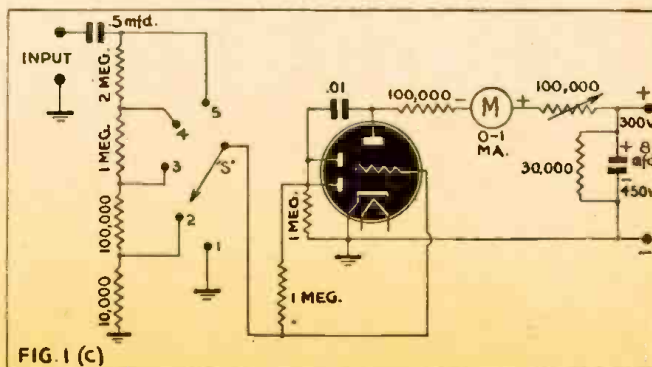 .5 mfd.
INPUT
2 MEG.
1 MEG.
100,000
10,000
5
4
3
2
1
"S"
.01
100,000
- M +
0-1
MA.
100,000
+
300V
30,000
+ 8
mfd
-
450V
-
1 MEG.
1 MEG.
FIG. 1 (C)